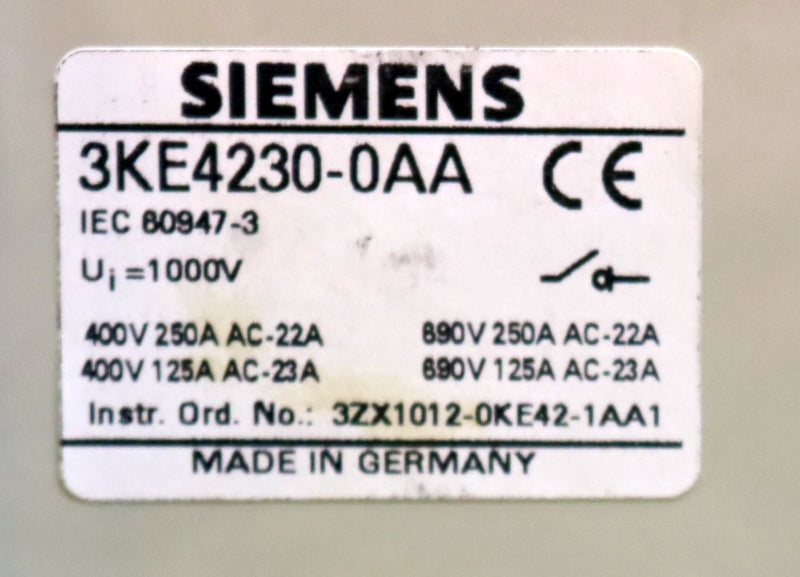 SIEMENS
3KE4230-0AA CE
IEC 60947-3
Ui =1000V
400V 250A AC-22A 690V 250A AC-22A
400V 125A AC-23A 690V 125A AC-23A
Instr. Ord. No.: 3ZX1012-0KE42-1AA1
MADE IN GERMANY